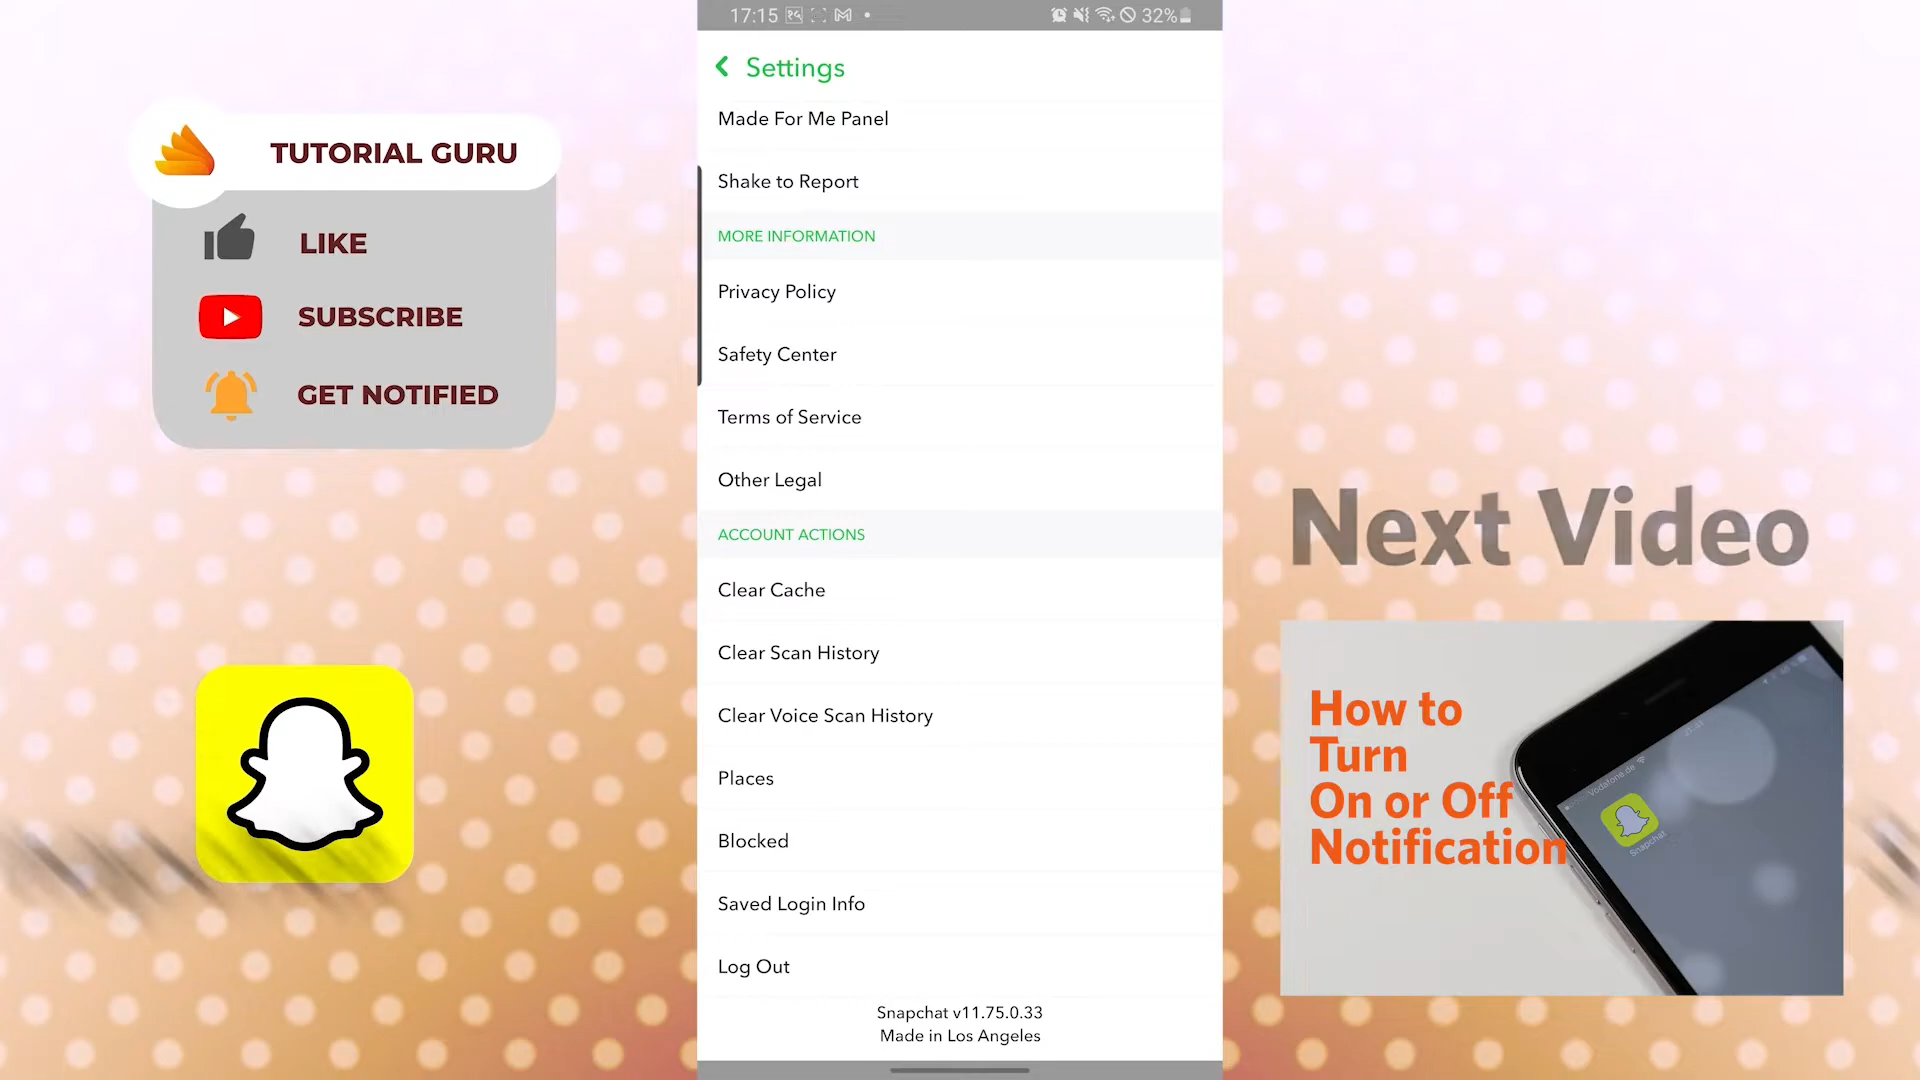 TUTORIAL GURU
LIKE
SUBSCRIBE
GET NOTIFIED
17:15
32%
Settings
Made For Me Panel
Shake to Report
MORE INFORMATION
Privacy Policy
Safety Center
Terms of Service
Other Legal
ACCOUNT ACTIONS
Clear Cache
Clear Scan History
Clear Voice Scan History
Places
Blocked
Saved Login Info
Log Out
Snapchat v11.75.0.33
Made in Los Angeles
Next Video
How to
Turn
On or Off
Notification
Vodafone.de
Snapchat